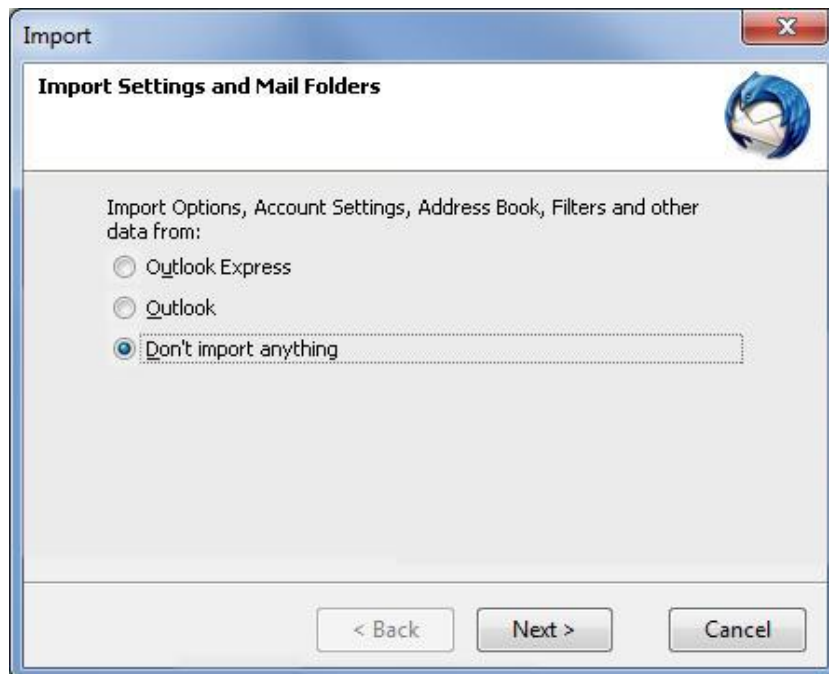 Import
Import Settings and Mail Folders
Import Options, Account Settings, Address Book, Filters and other
data from:
Outlook Express
Outlook
Don't import anything
< Back
Next >
Cancel